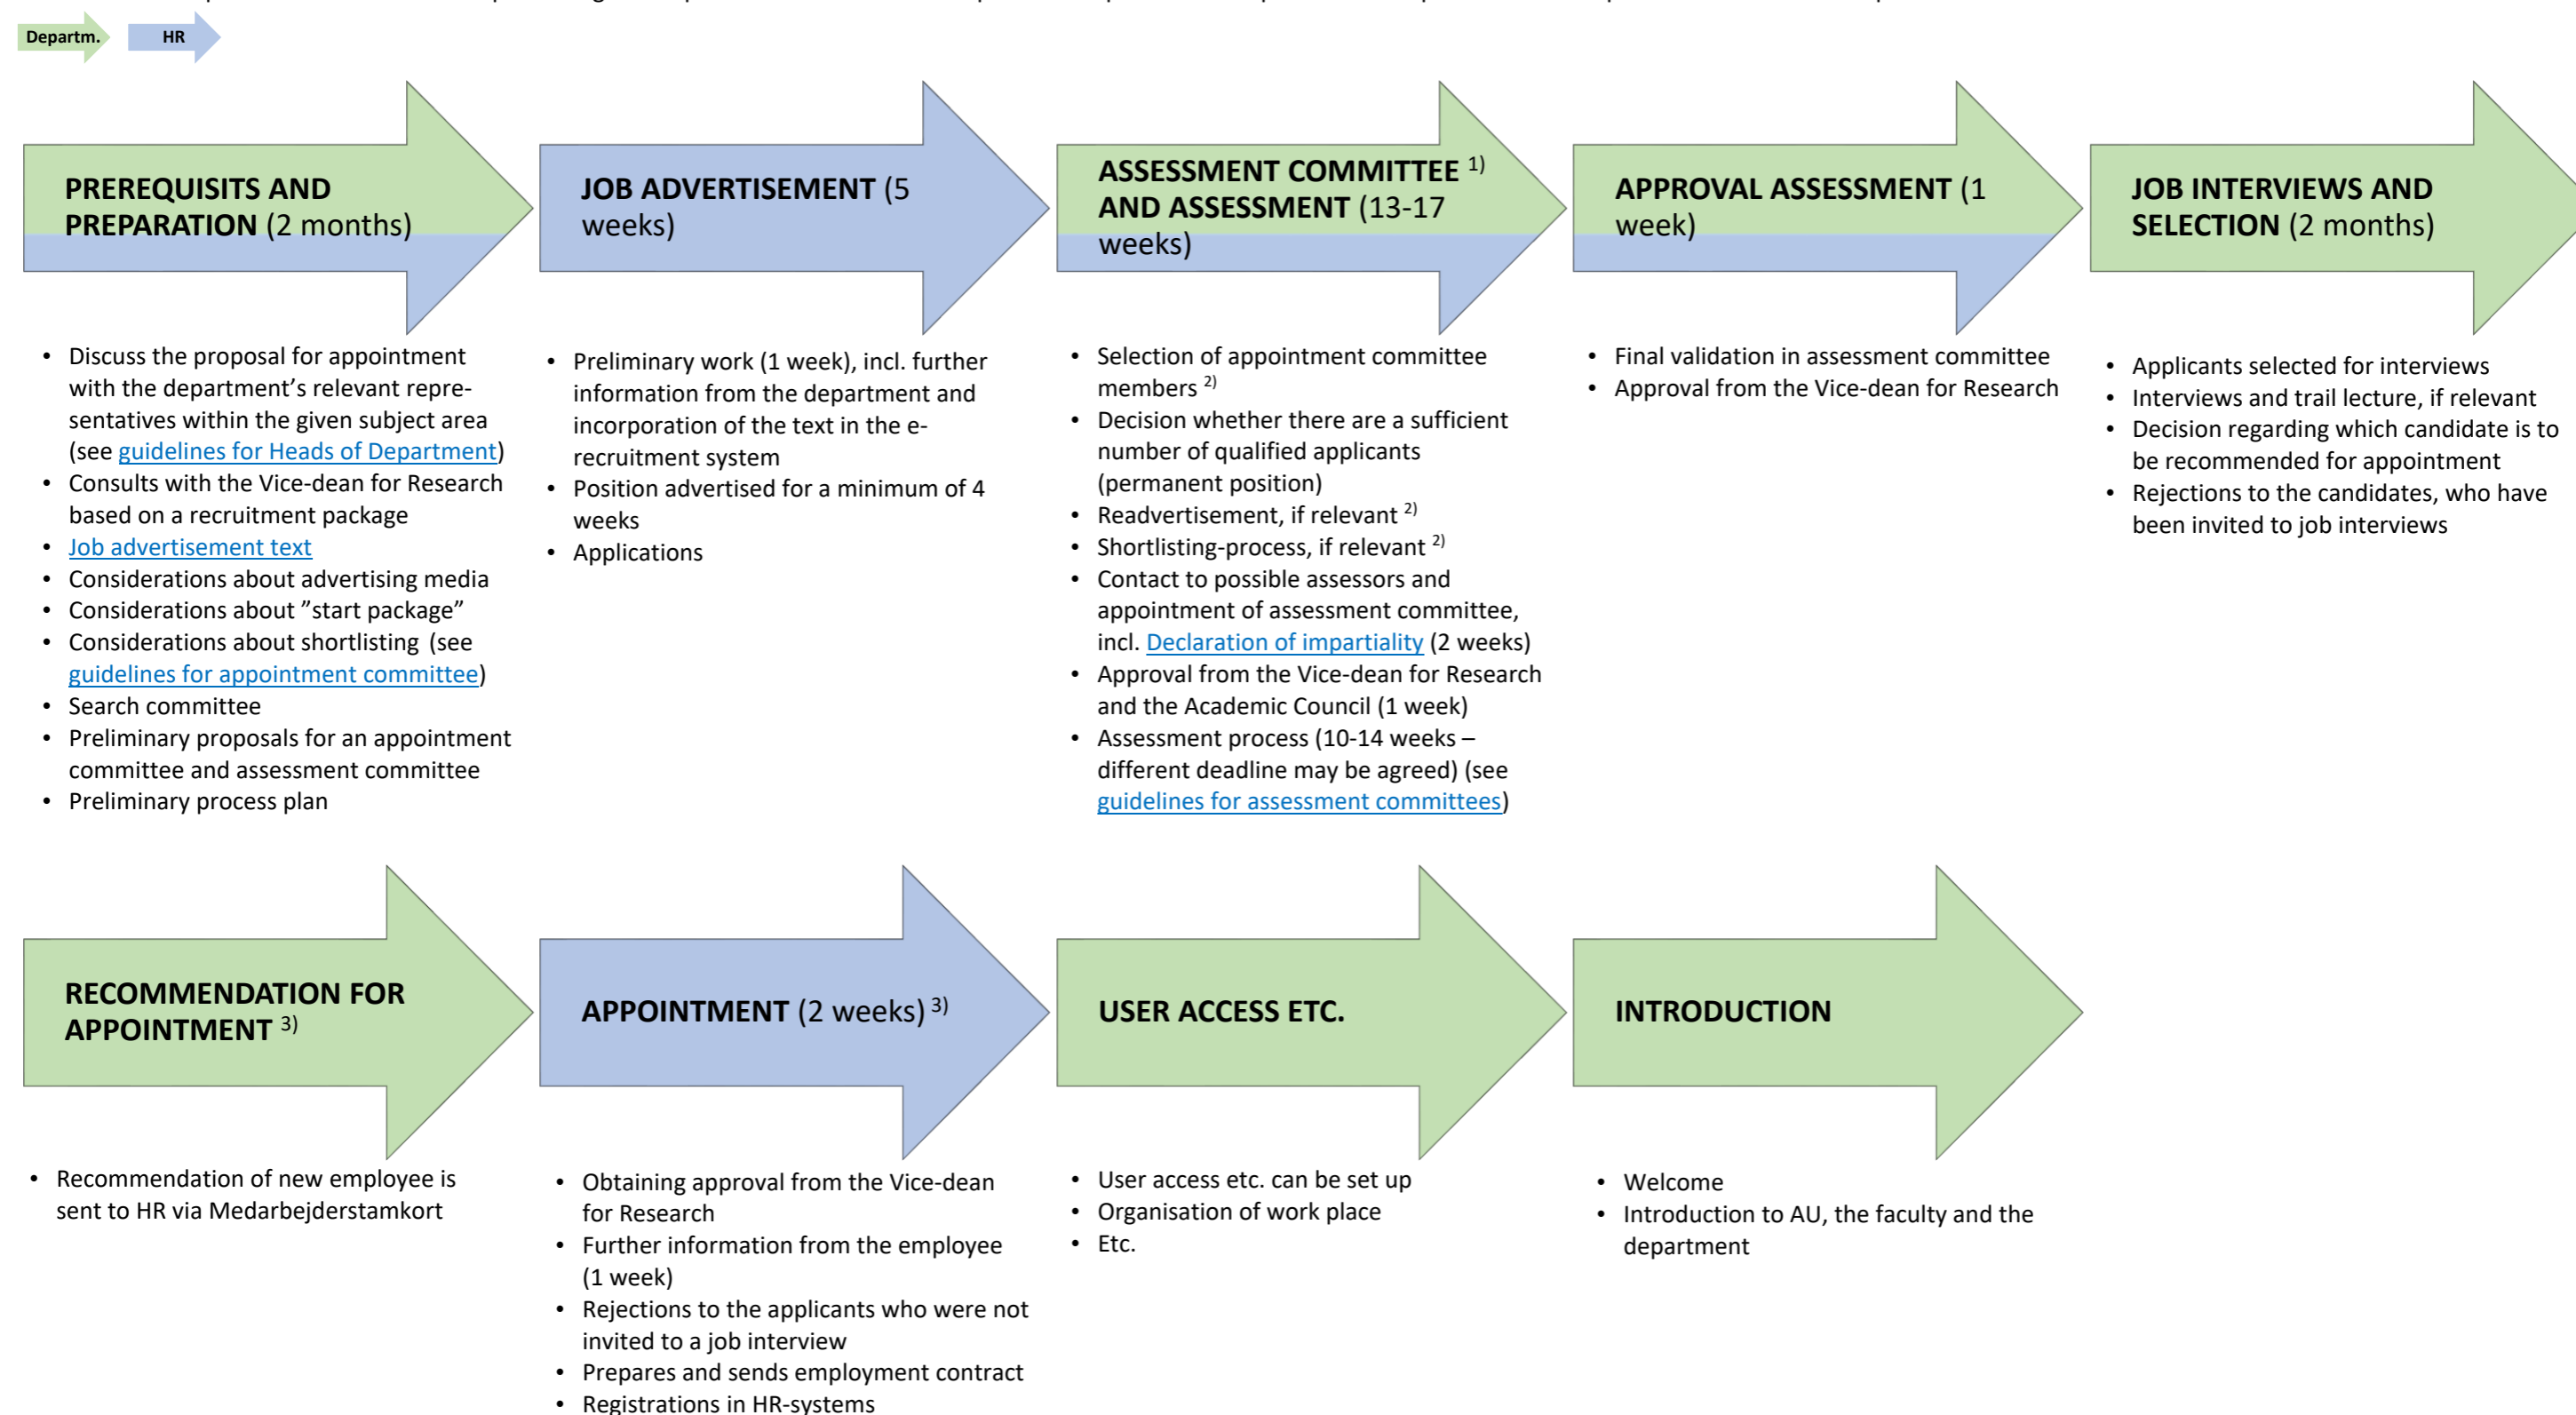 Departm.
HR
PREREQUISITS AND
PREPARATION (2 months)
JOB ADVERTISEMENT (5
weeks)
ASSESSMENT COMMITTEE 1)
AND ASSESSMENT (13-17
weeks)
APPROVAL ASSESSMENT (1
week)
JOB INTERVIEWS AND
SELECTION (2 months)
• Discuss the proposal for appointment
with the department’s relevant repre-
sentatives within the given subject area
(see guidelines for Heads of Department)
• Consults with the Vice-dean for Research
based on a recruitment package
• Job advertisement text
• Considerations about advertising media
• Considerations about ”start package”
• Considerations about shortlisting (see
guidelines for appointment committee)
• Search committee
• Preliminary proposals for an appointment
committee and assessment committee
• Preliminary process plan
• Preliminary work (1 week), incl. further
information from the department and
incorporation of the text in the e-
recruitment system
• Position advertised for a minimum of 4
weeks
• Applications
• Selection of appointment committee
members 2)
• Decision whether there are a sufficient
number of qualified applicants
(permanent position)
• Readvertisement, if relevant 2)
• Shortlisting-process, if relevant 2)
• Contact to possible assessors and
appointment of assessment committee,
incl. Declaration of impartiality (2 weeks)
• Approval from the Vice-dean for Research
and the Academic Council (1 week)
• Assessment process (10-14 weeks –
different deadline may be agreed) (see
guidelines for assessment committees)
• Final validation in assessment committee
• Approval from the Vice-dean for Research
• Applicants selected for interviews
• Interviews and trail lecture, if relevant
• Decision regarding which candidate is to
be recommended for appointment
• Rejections to the candidates, who have
been invited to job interviews
RECOMMENDATION FOR
APPOINTMENT 3)
APPOINTMENT (2 weeks) 3)
USER ACCESS ETC.
INTRODUCTION
• Recommendation of new employee is
sent to HR via Medarbejderstamkort
• Obtaining approval from the Vice-dean
for Research
• Further information from the employee
(1 week)
• Rejections to the applicants who were not
invited to a job interview
• Prepares and sends employment contract
• Registrations in HR-systems
• User access etc. can be set up
• Organisation of work place
• Etc.
• Welcome
• Introduction to AU, the faculty and the
department